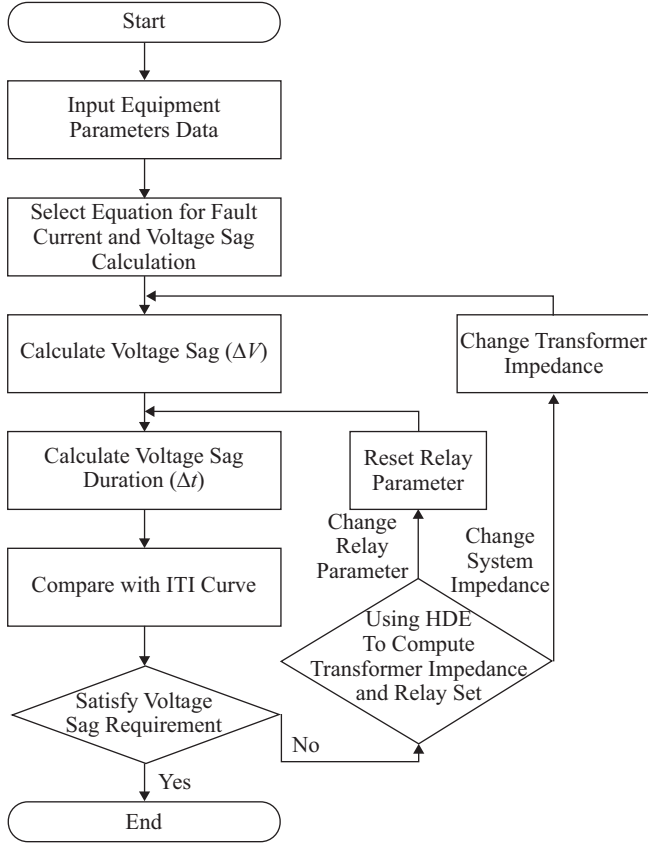 Start
Input Equipment
Parameters Data
Select Equation for Fault
Current and Voltage Sag
Calculation
Calculate Voltage Sag (ΔV)
Change Transformer
Impedance
Calculate Voltage Sag
Duration (Δt)
Reset Relay
Parameter
Change
Relay
Parameter
Change
System
Impedance
Compare with ITI Curve
Using HDE
To Compute
Transformer Impedance
and Relay Set
Satisfy Voltage
Sag Requirement
No
Yes
End